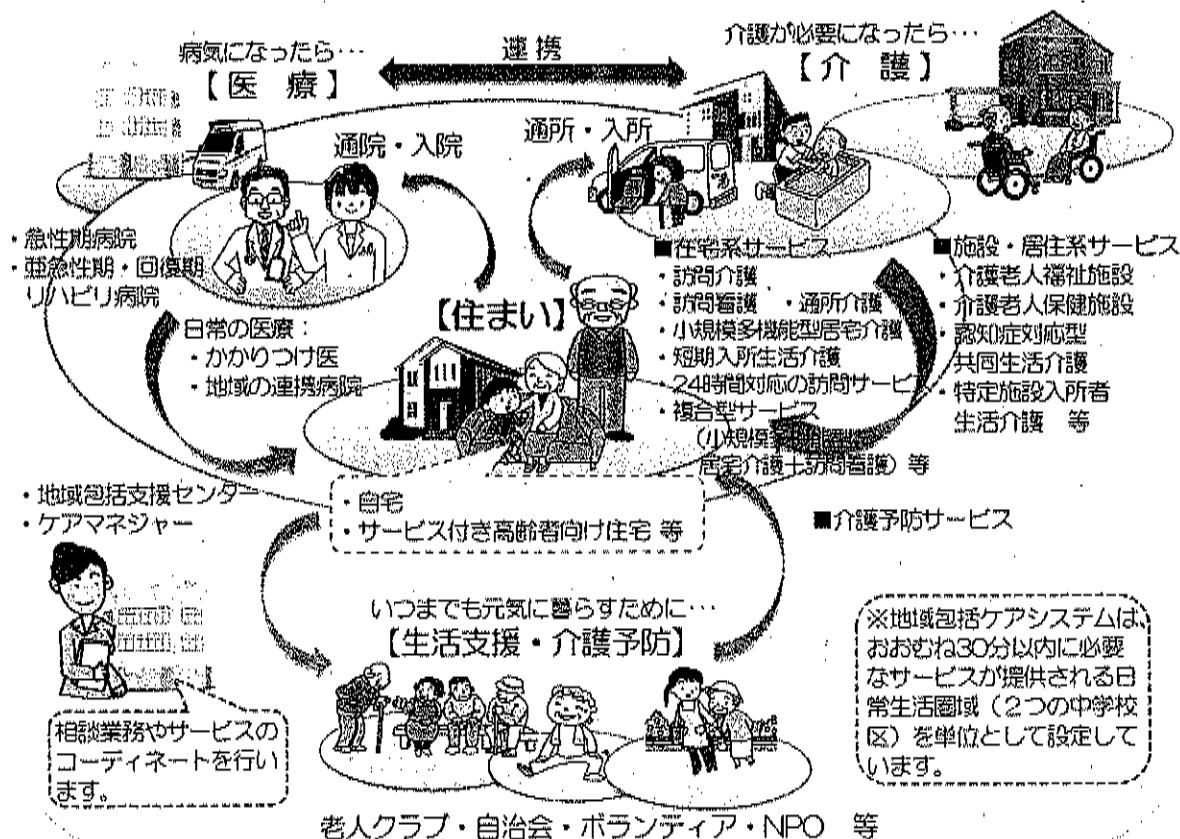 病気になったら…
【医 療】
連携
介護が必要になったら…
【介 護】
通院・入院
通所・入所
・急性期病院
・亜急性期・回復期
リハビリ病院
日常の医療：
・かかりつけ医
・地域の連携病院
【住まい】
■在宅系サービス
・訪問介護
・訪問看護 ・通所介護
・小規模多機能型居宅介護
・短期入所生活介護
・24時間対応の訪問サービ
・複合型サービス
（小規模
居宅介護+訪問看護）等
■施設・居住系サービス
・介護老人福祉施設
・介護老人保健施設
・認知症対応型
共同生活介護
・特定施設入所者
生活介護 等
・地域包括支援センター
・ケアマネジャー
・自宅
・サービス付き高齢者向け住宅 等
■介護予防サービス
相談業務やサービスの
コーディネートを行い
ます。
いつまでも元気に暮らすために…
【生活支援・介護予防】
※地域包括ケアシステムは、
おおむね30分以内に必要
なサービスが提供される日
常生活圏域（２つの中学校
区）を単位として設定して
います。
老人クラブ・自治会・ボランティア・NPO 等